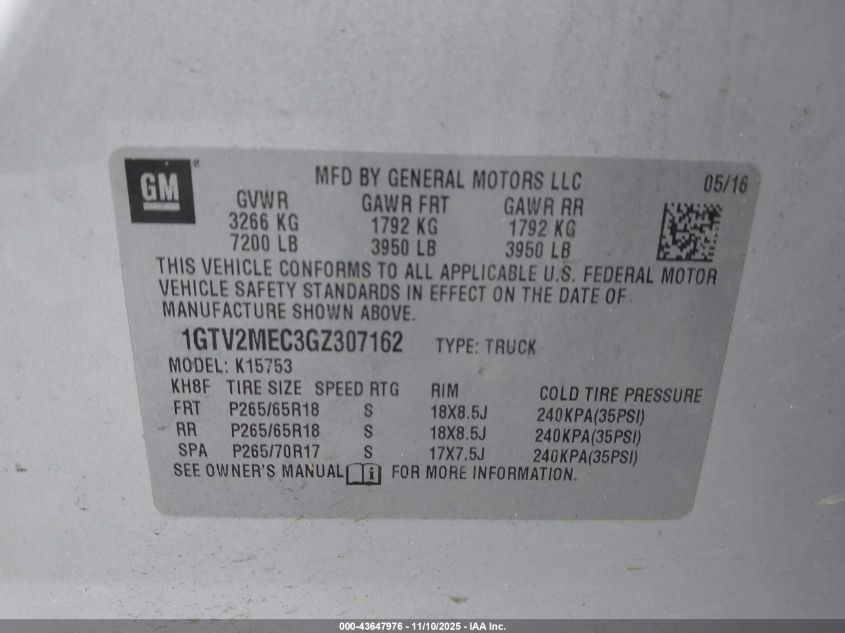 GM ®
MFD BY GENERAL MOTORS LLC 05/16
GVWR GAWR FRT GAWR RR
3266 KG 1792 KG 1792 KG
7200 LB 3950 LB 3950 LB
THIS VEHICLE CONFORMS TO ALL APPLICABLE U.S. FEDERAL MOTOR
VEHICLE SAFETY STANDARDS IN EFFECT ON THE DATE OF
MANUFACTURE SHOWN ABOVE.
1GTV2MEC3GZ307162 TYPE: TRUCK
MODEL: K15753
KH8F TIRE SIZE SPEED RTG RIM COLD TIRE PRESSURE
FRT P265/65R18 S 18X8.5J 240KPA(35PSI)
RR P265/65R18 S 18X8.5J 240KPA(35PSI)
SPA P265/70R17 S 17X7.5J 240KPA(35PSI)
SEE OWNER'S MANUAL i FOR MORE INFORMATION.
000-43647976 - 11/10/2025 - IAA Inc.